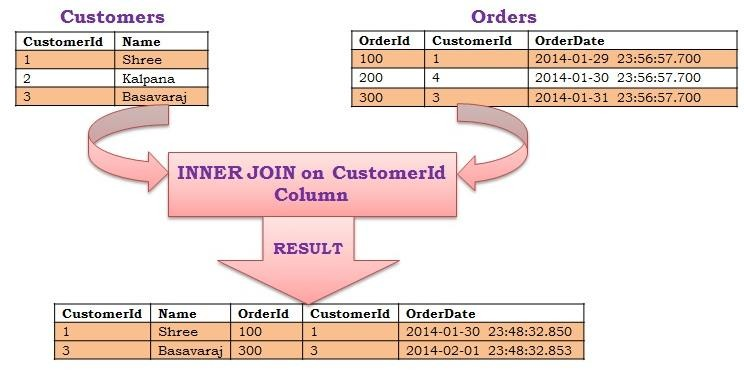 Customers
Orders
CustomerId Name
1 Shree
2 Kalpana
3 Basavaraj
OrderId CustomerId OrderDate
100 1 2014-01-29 23:56:57.700
200 4 2014-01-30 23:56:57.700
300 3 2014-01-31 23:56:57.700
INNER JOIN on CustomerId
Column
RESULT
CustomerId Name OrderId CustomerId OrderDate
1 Shree 100 1 2014-01-30 23:48:32.850
3 Basavaraj 300 3 2014-02-01 23:48:32.853